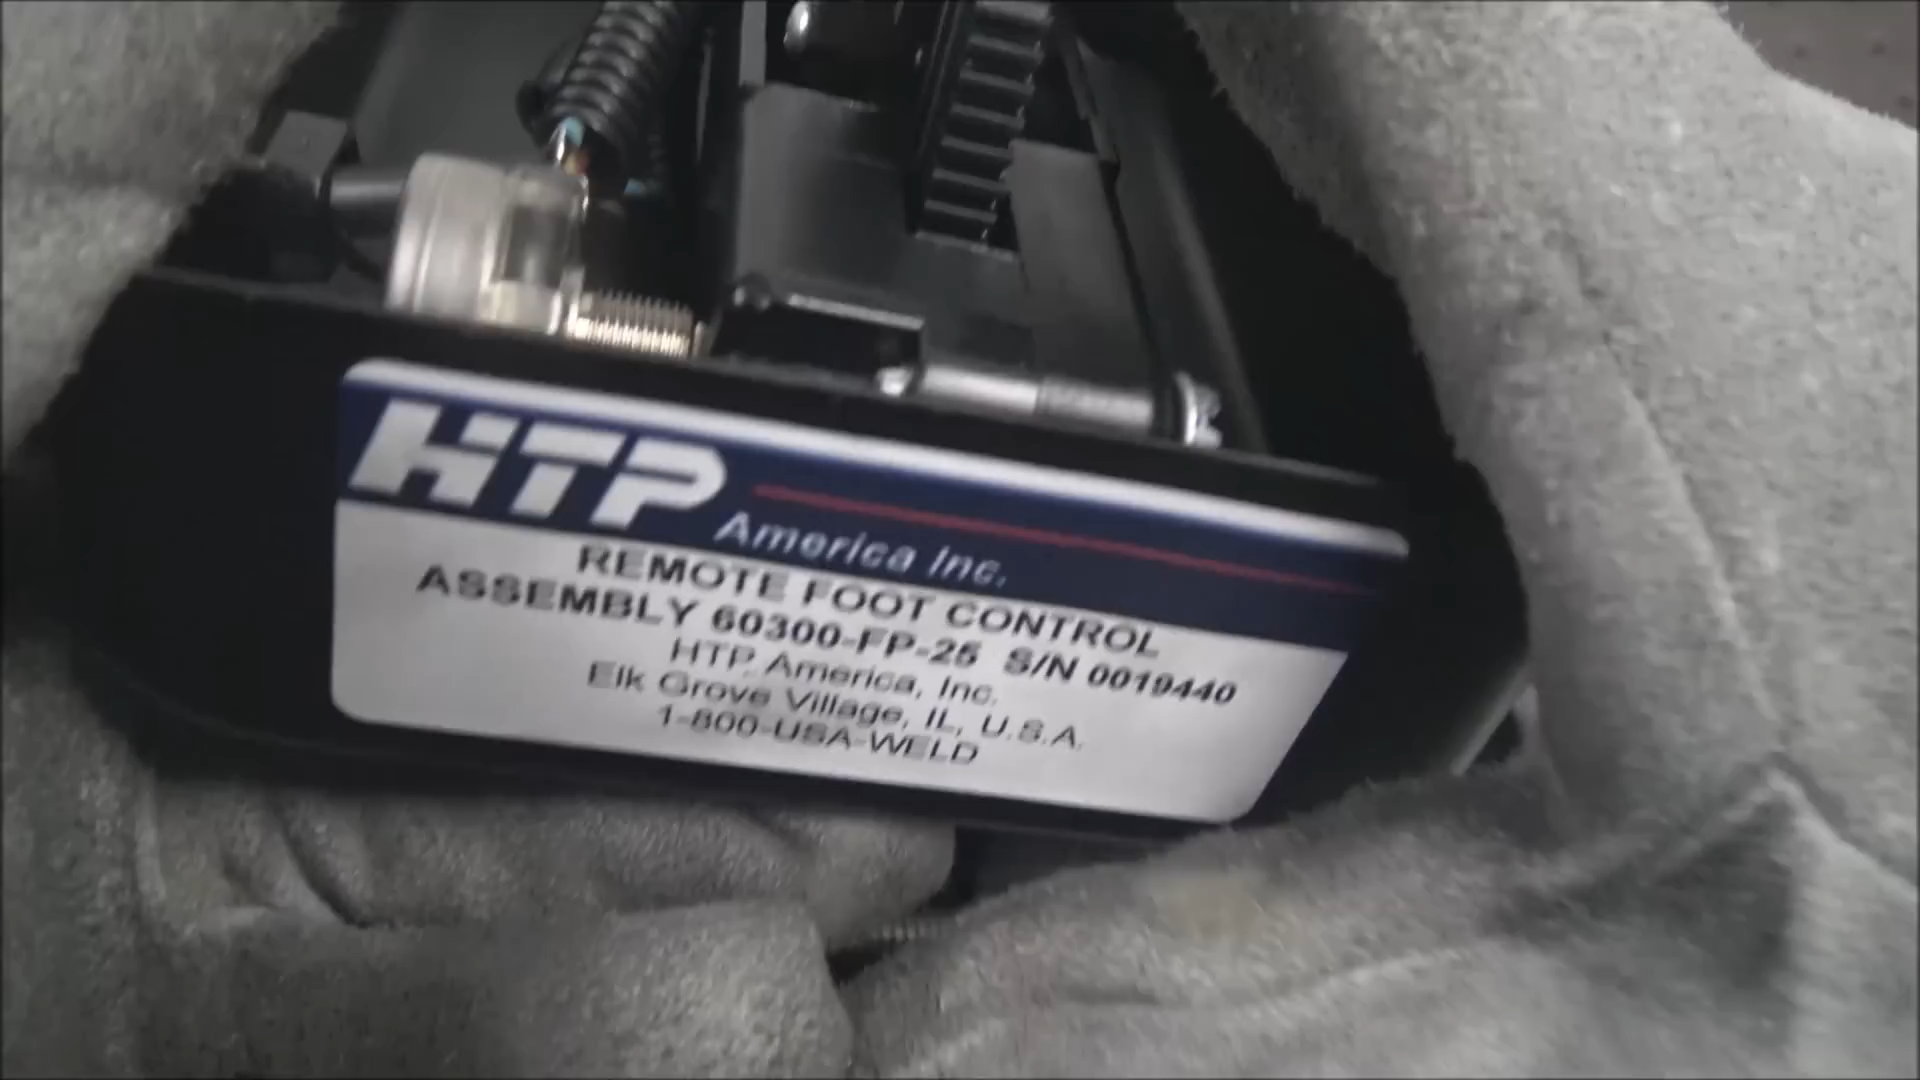 HTP
America Inc.
REMOTE FOOT CONTROL
ASSEMBLY 60300-FP-25 S/N 0019440
HTP America, Inc.
Elk Grove Village, IL, U.S.A.
1-800-USA-WELD